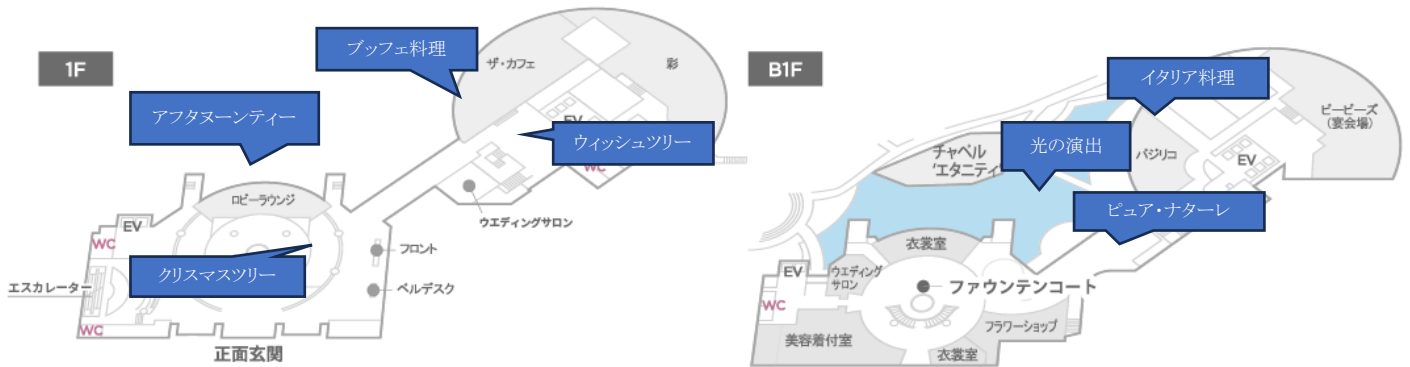 1F
ブッフェ料理
ザ・カフェ
彩
アフタヌーンティー
EV
ウィッシュツリー
WC
ロビーラウンジ
ウエディングサロン
EV
WC
フロント
クリスマスツリー
エスカレーター
ベルデスク
WC
正面玄関
B1F
イタリア料理
ビービーズ
(宴会場)
光の演出
チャペル
'エタニティ
バジリコ
EV
ピュア・ナターレ
衣裳室
EV
ウエディング
サロン
ファウンテンコート
WC
フラワーショップ
美容着付室
衣裳室